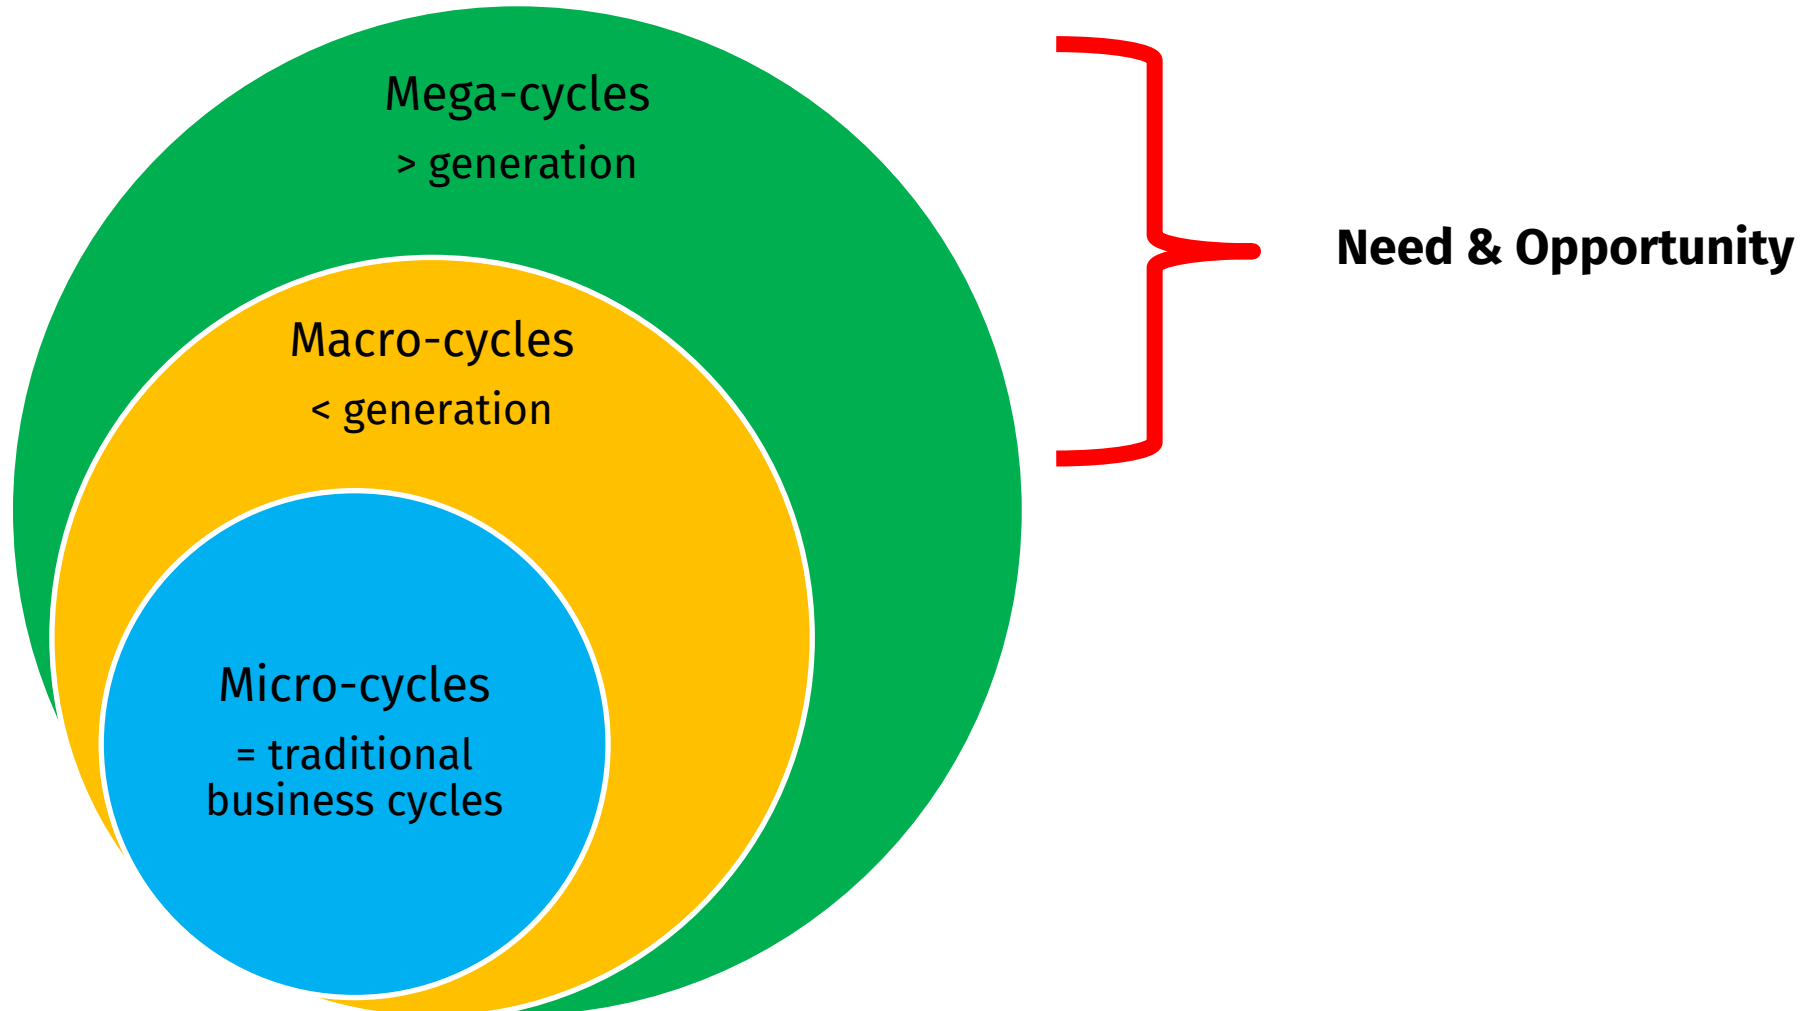 Mega-cycles
> generation
Need & Opportunity
Macro-cycles
< generation
Micro-cycles
= traditional
business cycles